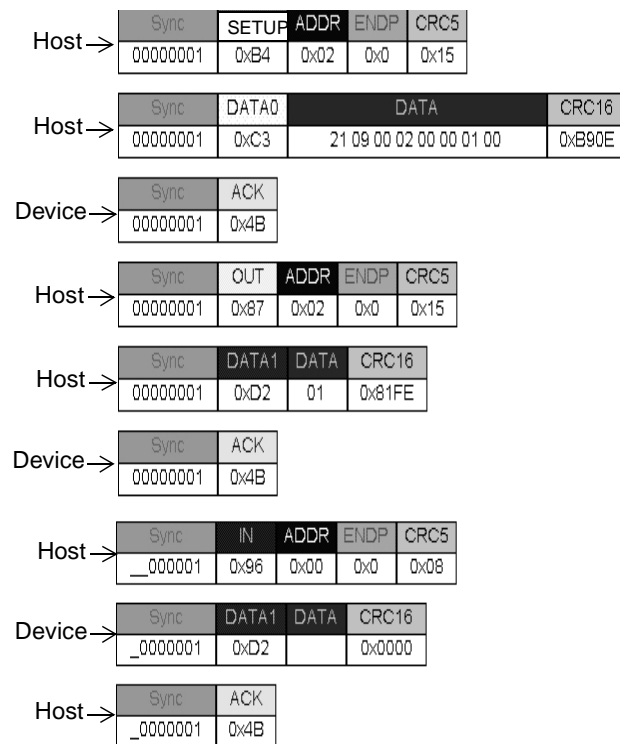 Sync SETUP ADDR ENDP CRC5
Host 00000001 0xB4 0x02 0x0 0x15
Sync DATA0 DATA CRC16
Host 00000001 0xC3 21 09 00 02 00 00 01 00 0xB90E
Sync ACK
Device 00000001 0x4B
Sync OUT ADDR ENDP CRC5
Host 00000001 0x87 0x02 0x0 0x15
Sync DATA1 DATA CRC16
Host 00000001 0xD2 01 0x81FE
Sync ACK
Device 00000001 0x4B
Sync IN ADDR ENDP CRC5
Host __000001 0x96 0x00 0x0 0x08
Sync DATA1 DATA CRC16
Device _0000001 0xD2 0x0000
Sync ACK
Host _0000001 0x4B